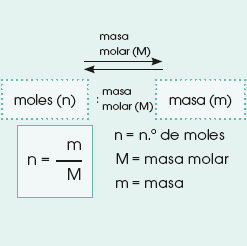 masa
molar (M)
moles (n)
: masa
molar (M)
masa (m)
n = m
M
n = n.º de moles
M = masa molar
m = masa